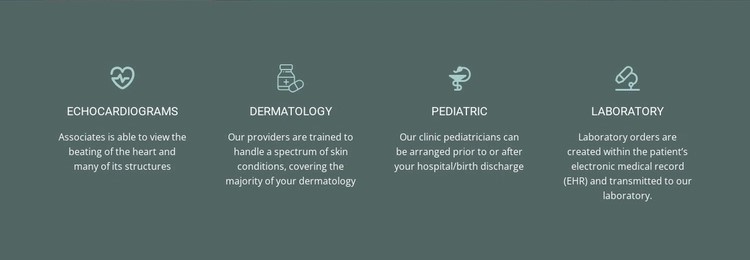 ECHOCARDIOGRAMS
Associates is able to view the
beating of the heart and
many of its structures
DERMATOLOGY
Our providers are trained to
handle a spectrum of skin
conditions, covering the
majority of your dermatology
PEDIATRIC
Our clinic pediatricians can
be arranged prior to or after
your hospital/birth discharge
LABORATORY
Laboratory orders are
created within the patient's
electronic medical record
(EHR) and transmitted to our
laboratory.